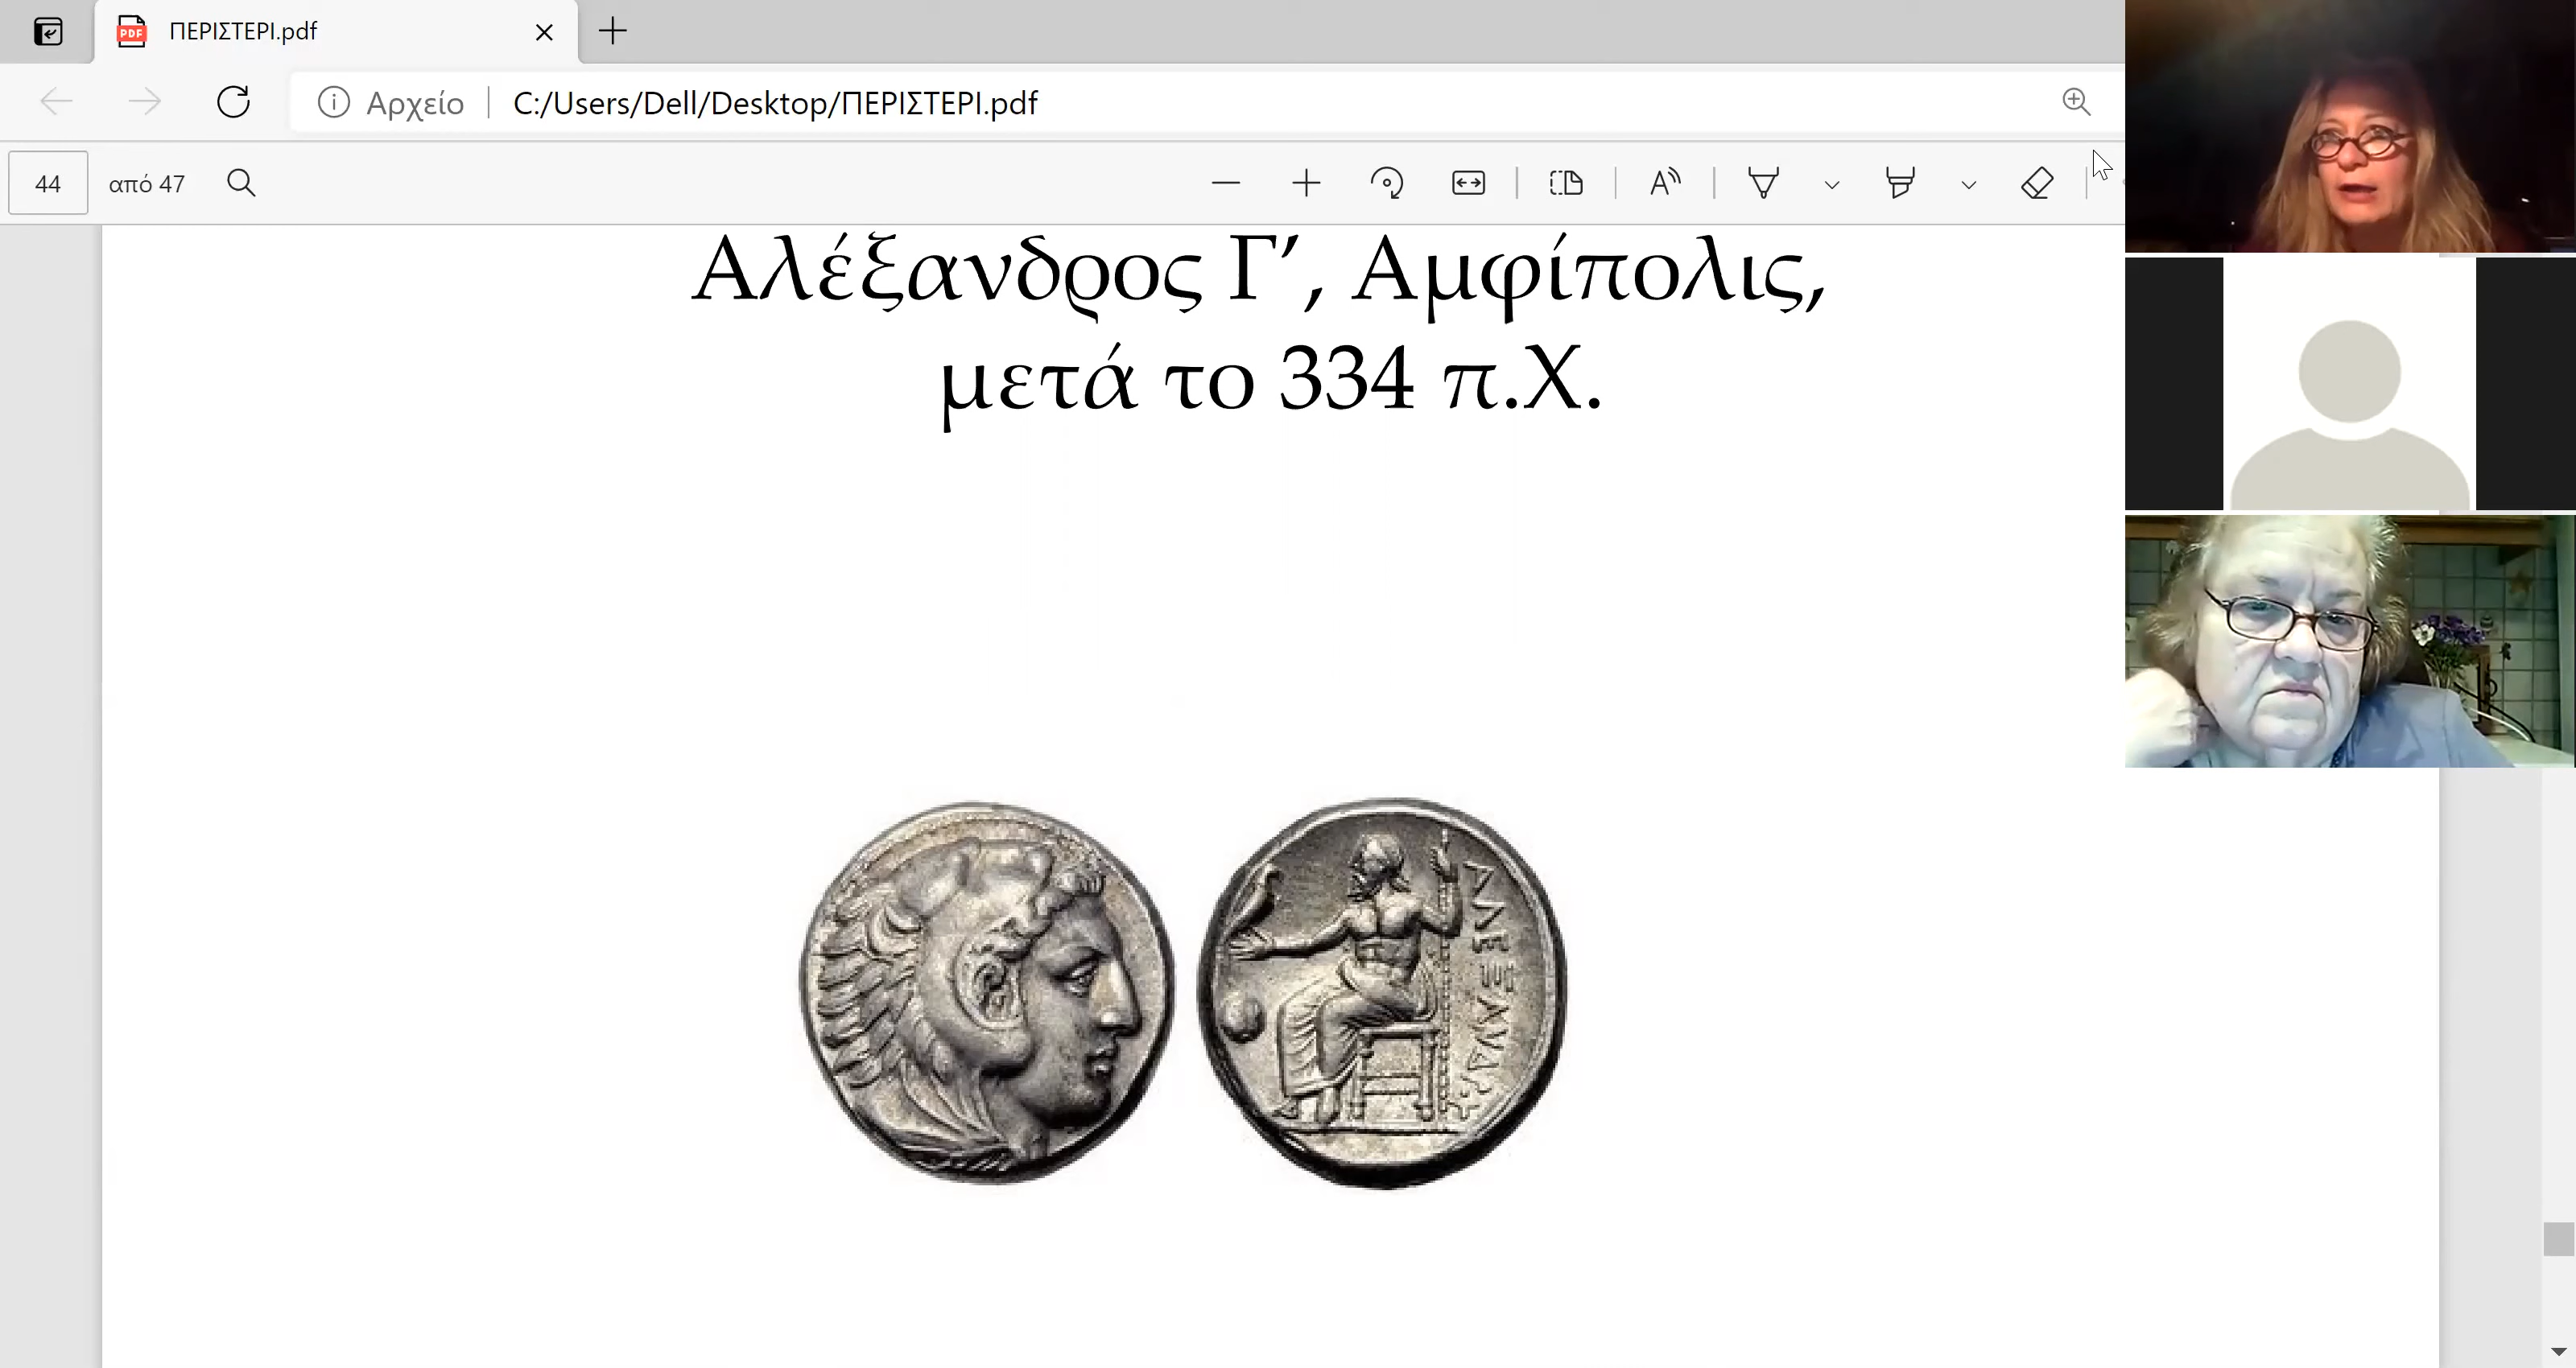 ΠΕΡΙΣΤΕΡΙ.pdf
Αρχείο C:/Users/Dell/Desktop/ΠΕΡΙΣΤΕΡΙ.pdf
44 από 47
Αλέξανδρος Γ’, Αμφίπολις,
μετά το 334 π.Χ.
ΑΛΕΞΑΝΔΡΟΥ